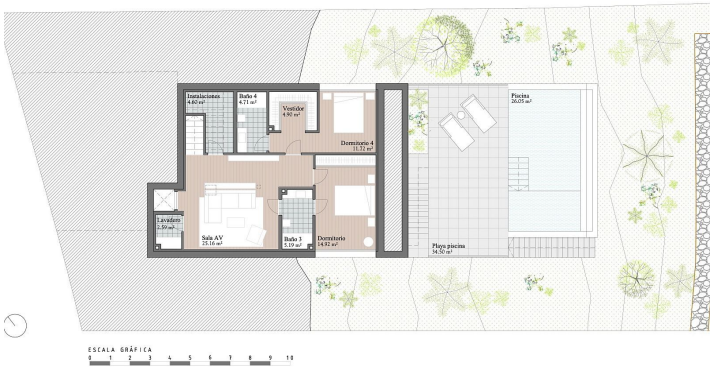 Instalaciones
4.60 m²
Baño 4
4.71 m²
Vestidor
4.92 m²
Dormitorio 4
11.72 m²
Piscina
26.05 m²
Lavadero
2.59 m²
Sala AV
25.16 m²
Baño 3
5.19 m²
Dormitorio
14.92 m²
Playa piscina
34.50 m²
ESCALA GRÁFICA
0 1 2 3 4 5 6 7 8 9 10